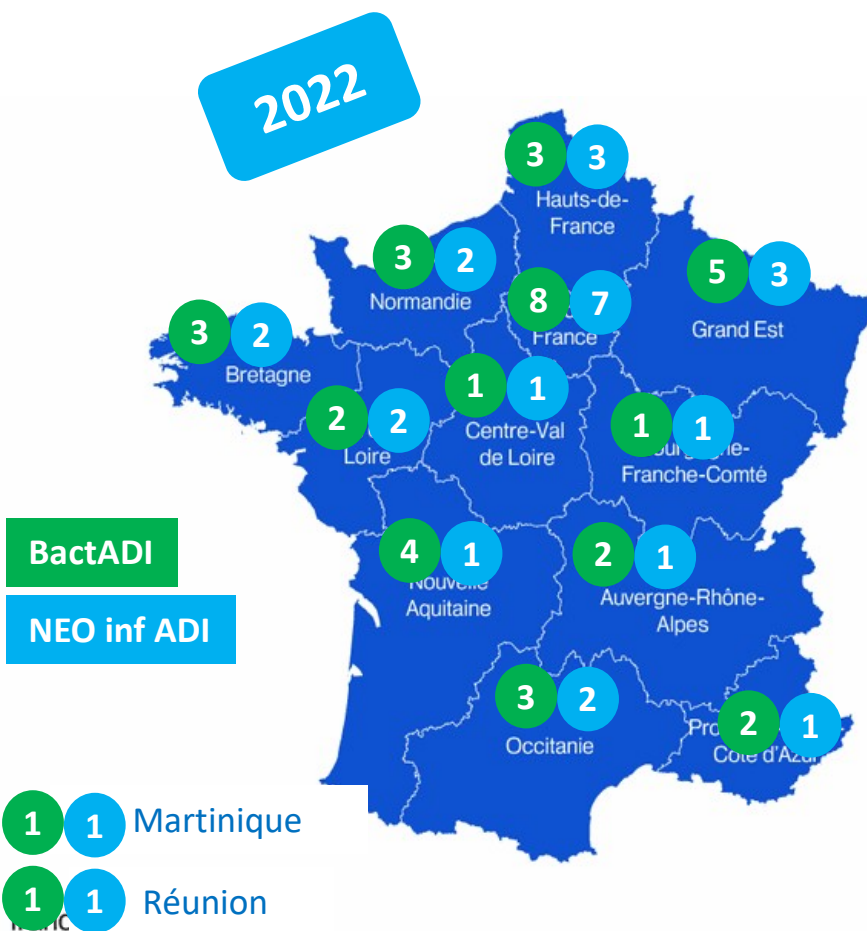 2022
3 3
Hauts-de-
France
3 2
Normandie
8 7
France
5 3
Grand Est
3 2
Bretagne
2 2
Loire
1 1
Centre-Val
de Loire
1 1
Franche-Comté
BactADI
NEO inf ADI
4 1
Nouvelle
Aquitaine
2 1
Auvergne-Rhône-
Alpes
3 2
Occitanie
2 1
Côte d'Azur
1 1 Martinique
1 1 Réunion